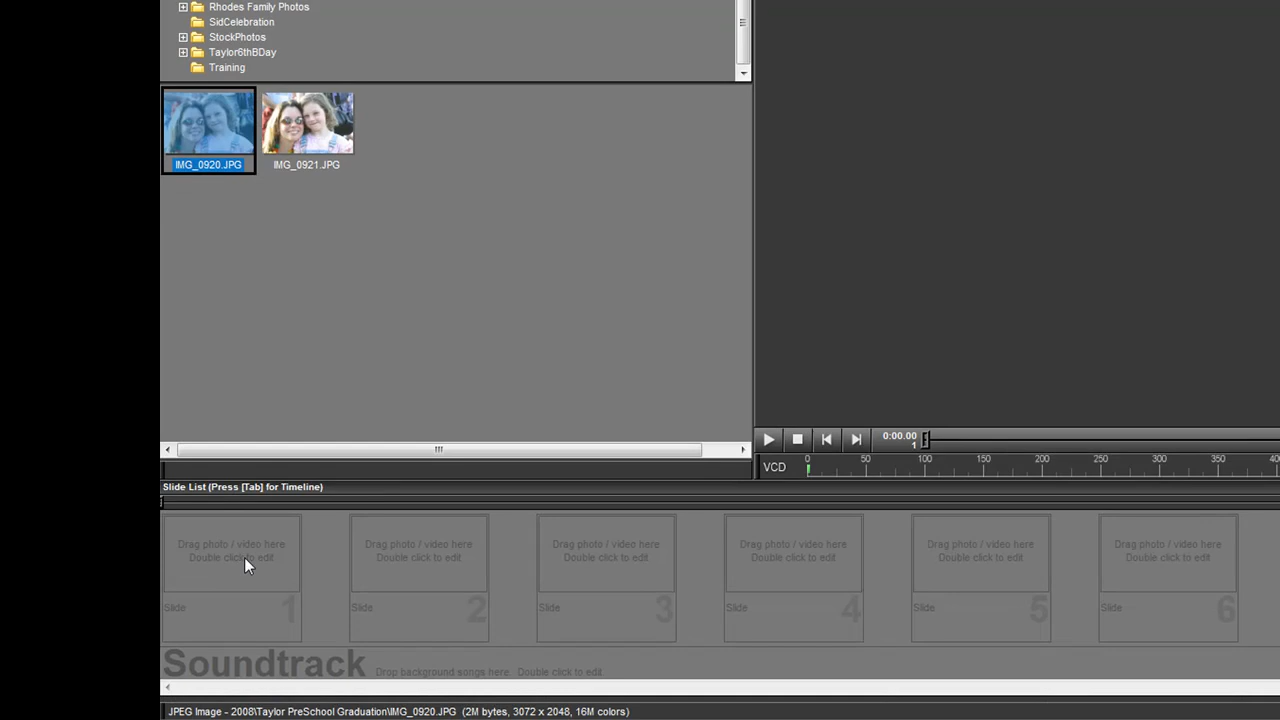 Rhodes Family Photos
SidCelebration
StockPhotos
Taylor6thBDay
Training
IMG_0920.JPG
IMG_0921.JPG
0:00.00
1
VCD
0 50 100 150 200 250 300 350
Slide List (Press [Tab] for Timeline)
Drag photo / video here
Double click to edit
Slide 1
Drag photo / video here
Double click to edit
Slide 2
Drag photo / video here
Double click to edit
Slide 3
Drag photo / video here
Double click to edit
Slide 4
Drag photo / video here
Double click to edit
Slide 5
Drag photo / video here
Double click to edit
Slide 6
Soundtrack Drop background songs here. Double click to edit.
JPEG Image - 2008\Taylor PreSchool Graduation\IMG_0920.JPG (2M bytes, 3072 x 2048, 16M colors)